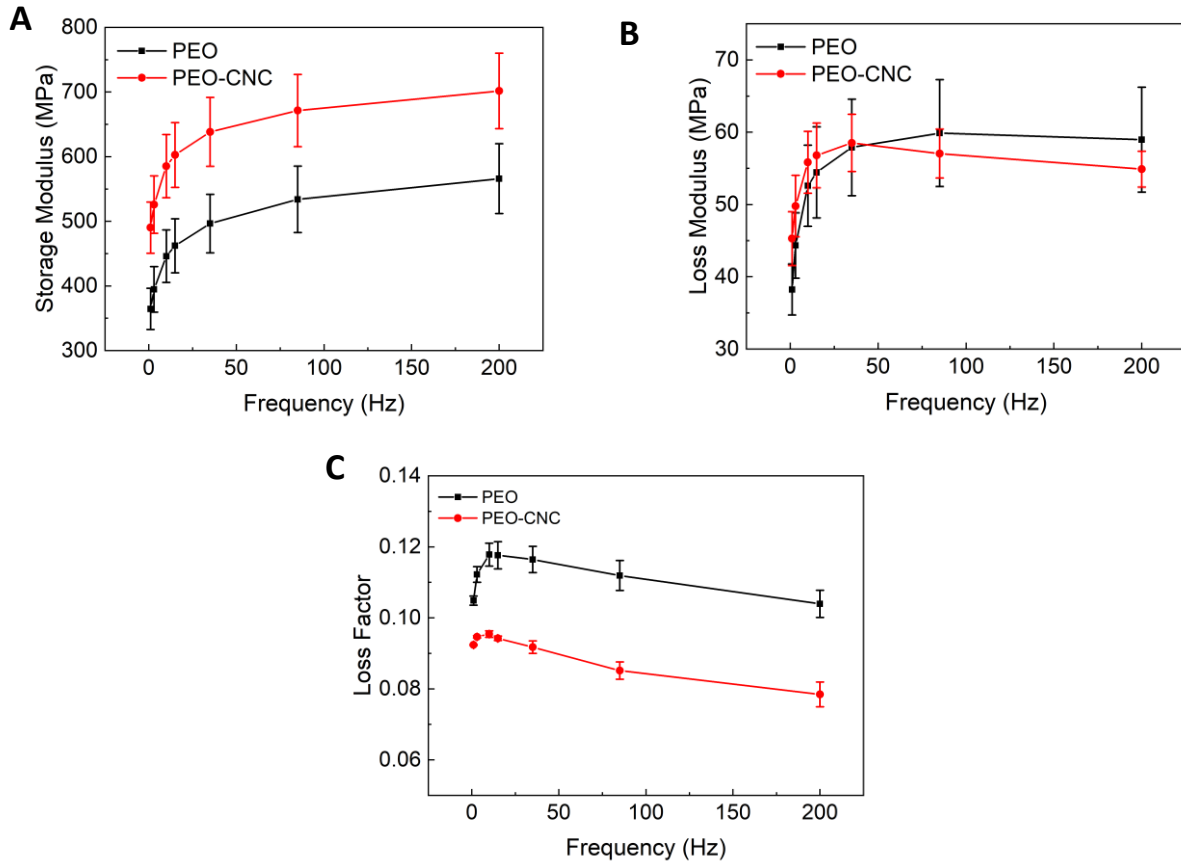 A
800
700
600
500
400
300
Storage Modulus (MPa)
PEO
PEO-CNC
0
50
100
150
200
Frequency (Hz)
B
70
60
50
40
30
Loss Modulus (MPa)
PEO
PEO-CNC
0
50
100
150
200
Frequency (Hz)
C
0.14
0.12
0.10
0.08
0.06
Loss Factor
PEO
PEO-CNC
0
50
100
150
200
Frequency (Hz)